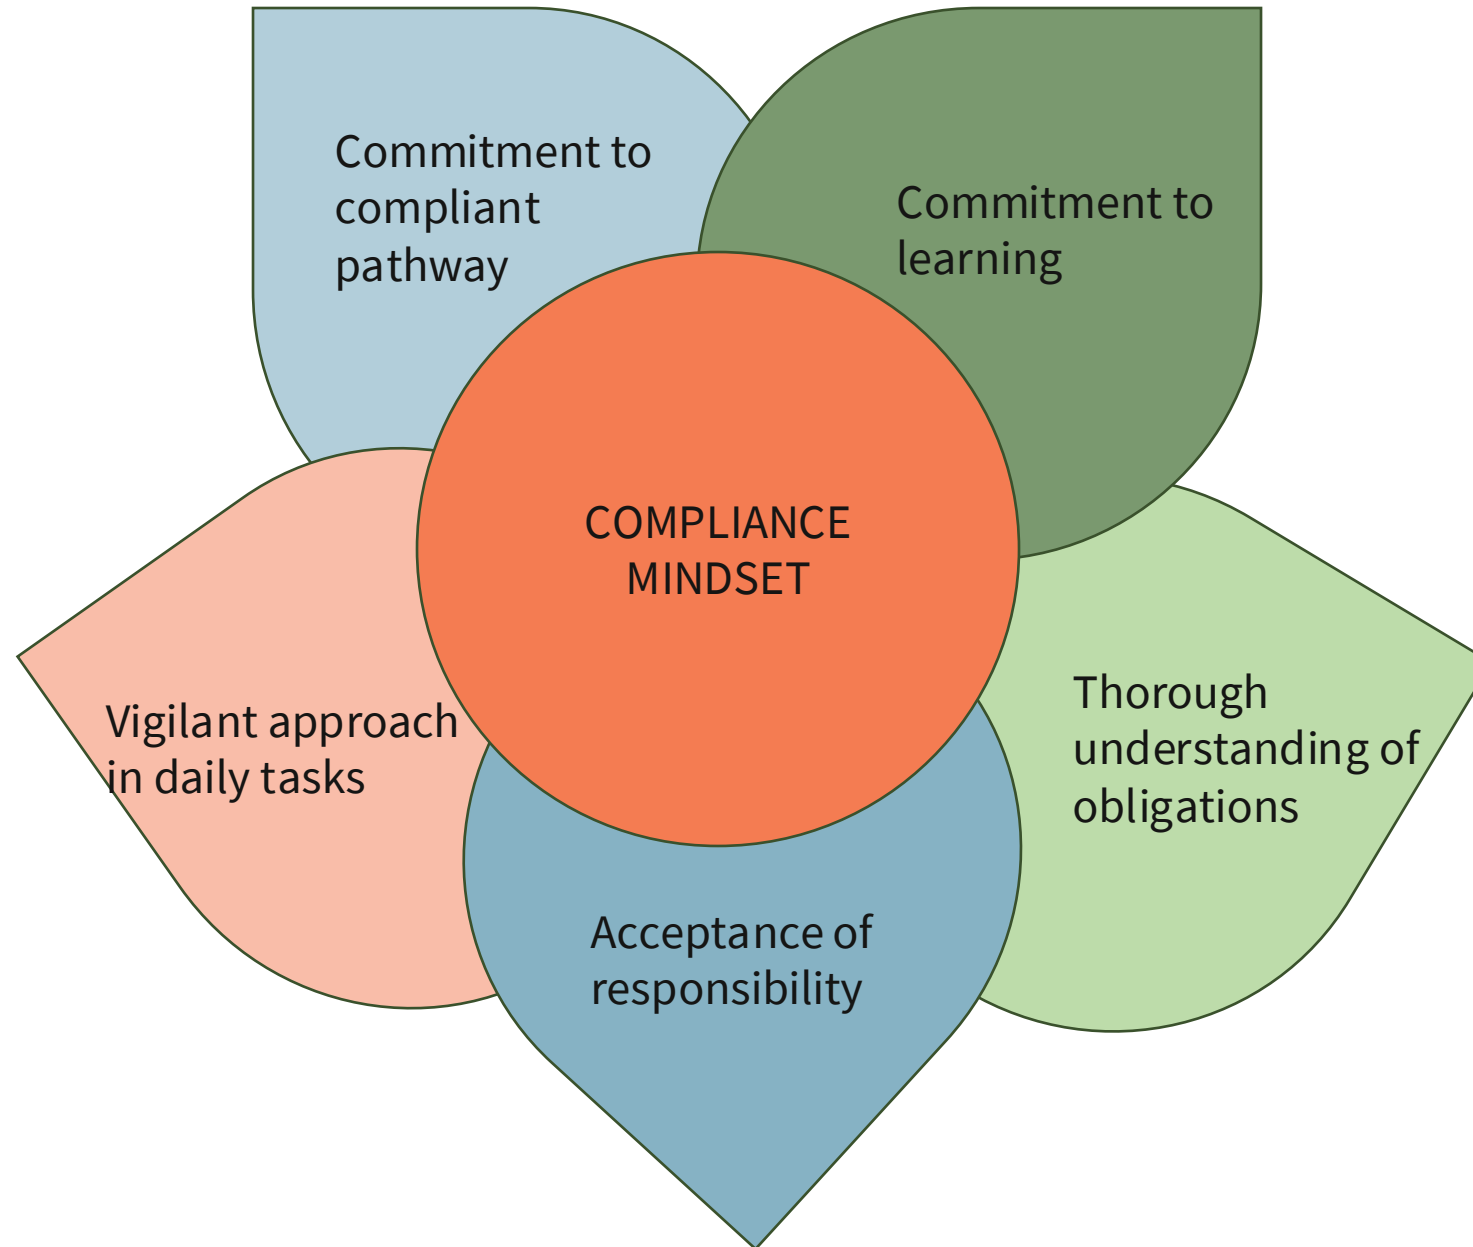 Commitment to
compliant
pathway
Commitment to
learning
COMPLIANCE
MINDSET
Vigilant approach
in daily tasks
Thorough
understanding of
obligations
Acceptance of
responsibility